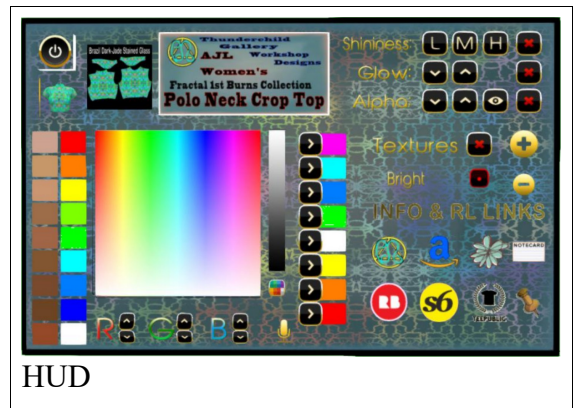 Brazil Dark-Jade Stained Glass
Thunderchild
Gallery
AJL Workshop
Designs
Women's
Fractal 1st Burns Collection
Polo Neck Crop Top
Shininess: L M H
Glow:
Alpha:
Textures
Bright
INFO & RL LINKS
a
NOTECARD
RB
s6
TEEPUBLIC
R G B
HUD